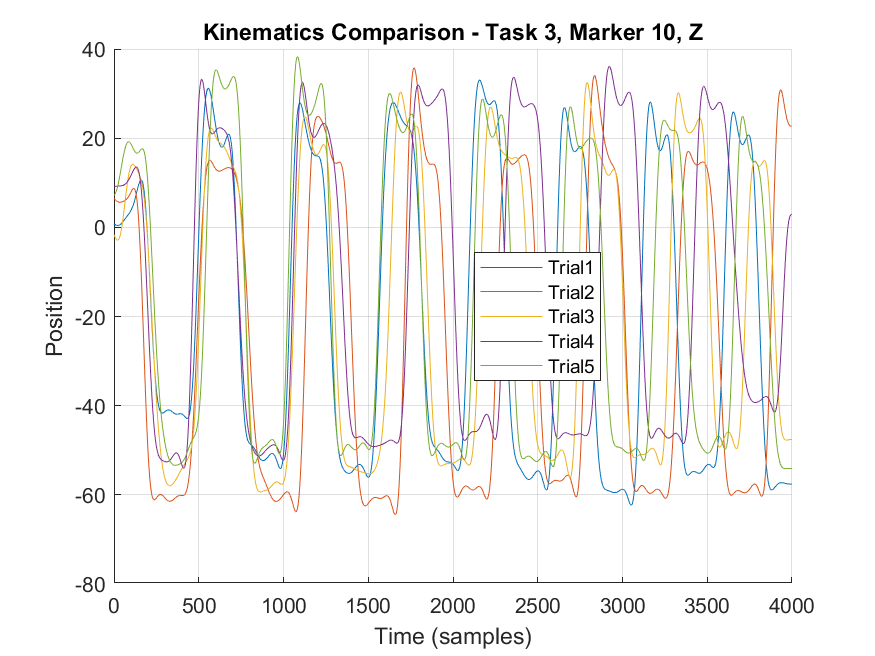 Kinematics Comparison - Task 3, Marker 10, Z
40
20
0
-20
-40
-60
-80
Position
Trial1
Trial2
Trial3
Trial4
Trial5
0 500 1000 1500 2000 2500 3000 3500 4000
Time (samples)